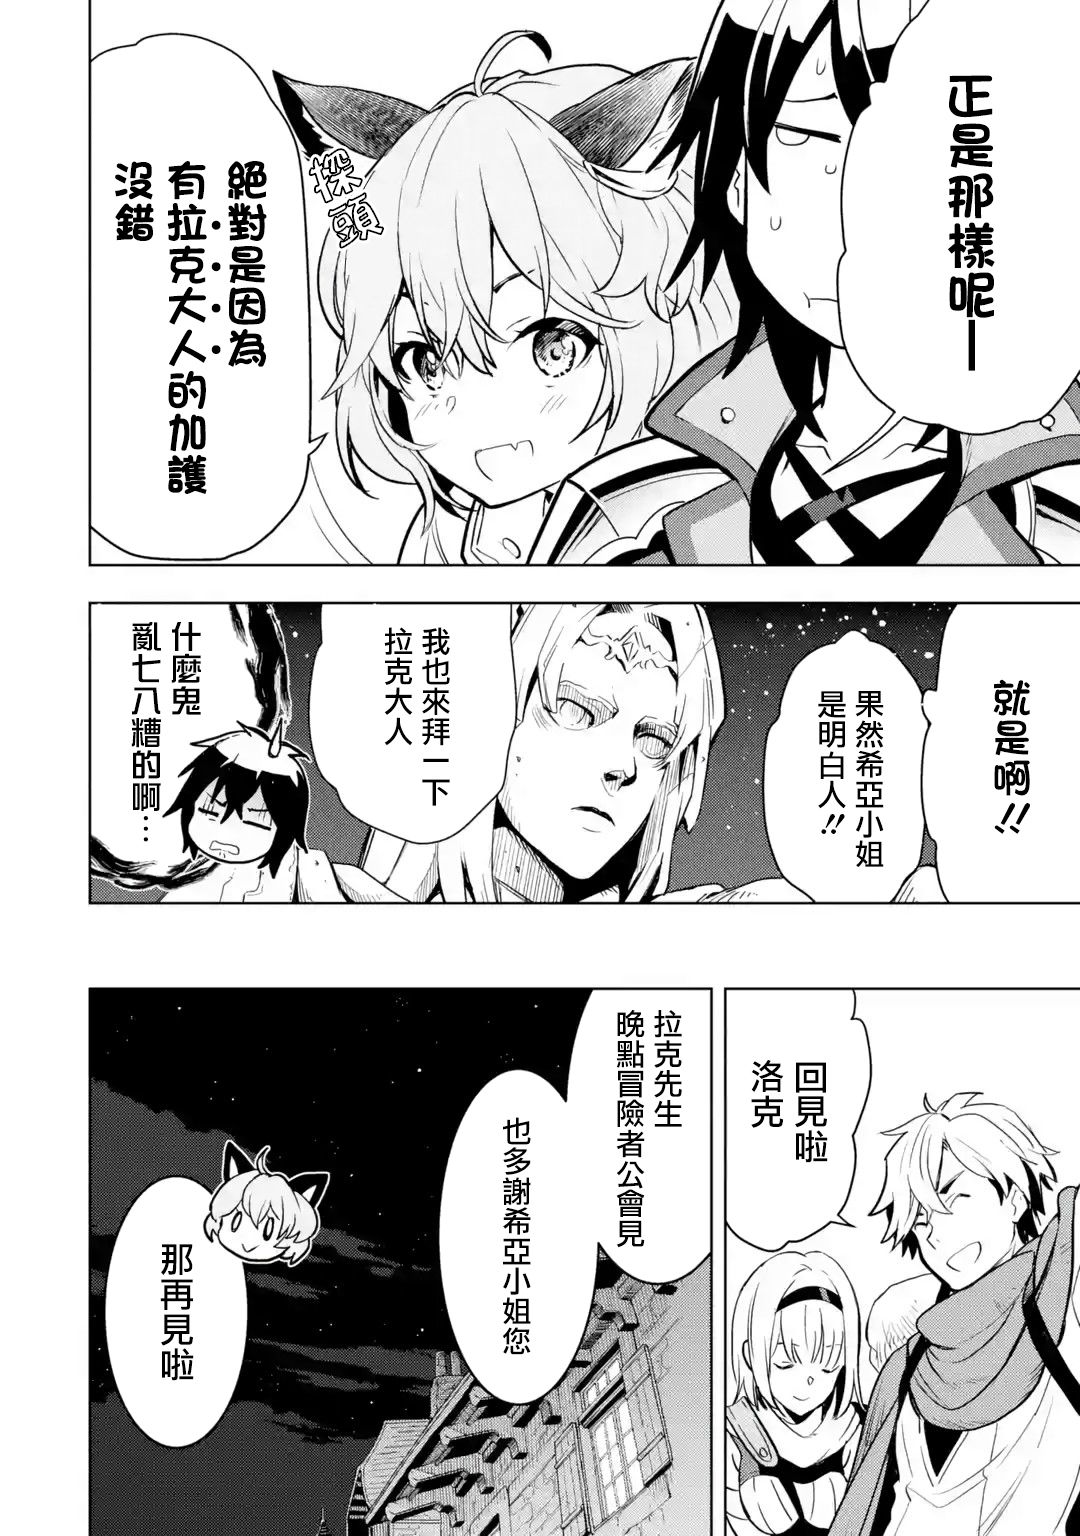 正是那樣呢—
探頭
絕對是因為
有拉克大人的加護
沒錯
就是啊!!
果然希亞小姐
是明白人!!
我也來拜一下
拉克大人
什麼鬼
亂七八糟的啊…
回見啦
洛克
拉克先生
晚點冒險者公會見
也多謝希亞小姐您
那再見啦